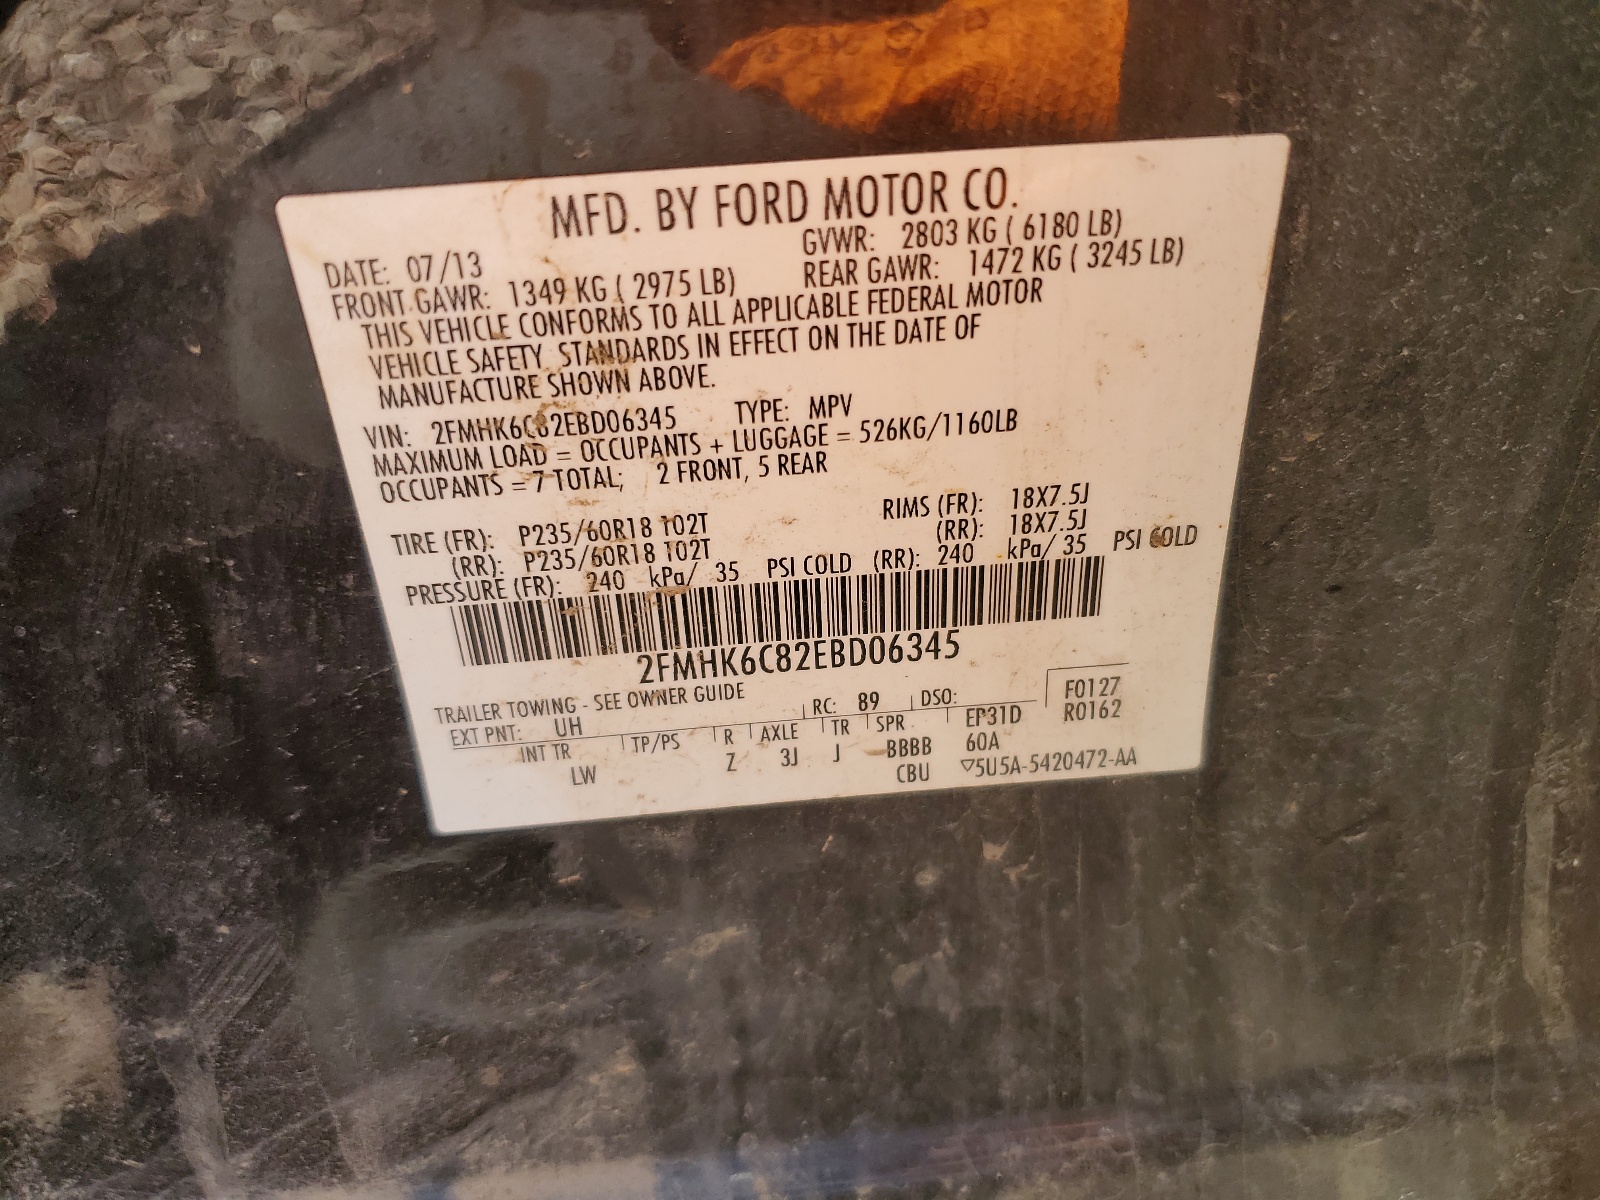 MFD. BY FORD MOTOR CO.
DATE: 07/13 GVWR: 2803 KG ( 6180 LB)
FRONT GAWR: 1349 KG ( 2975 LB) REAR GAWR: 1472 KG ( 3245 LB)
THIS VEHICLE CONFORMS TO ALL APPLICABLE FEDERAL MOTOR
VEHICLE SAFETY STANDARDS IN EFFECT ON THE DATE OF
MANUFACTURE SHOWN ABOVE.
VIN: 2FMHK6C82EBD06345 TYPE: MPV
MAXIMUM LOAD = OCCUPANTS + LUGGAGE = 526KG/1160LB
OCCUPANTS = 7 TOTAL; 2 FRONT, 5 REAR
TIRE (FR): P235/60R18 102T RIMS (FR): 18X7.5J
(RR): P235/60R18 102T (RR): 18X7.5J
PRESSURE (FR): 240 kPa/ 35 PSI COLD (RR): 240 kPa/ 35 PSI COLD
2FMHK6C82EBD06345
TRAILER TOWING - SEE OWNER GUIDE
EXT PNT: UH RC: 89 DSO: F0127
INT TR TP/PS R AXLE TR SPR EP31D R0162
LW Z 3J J BBBB 60A
CBU ▽5U5A-5420472-AA